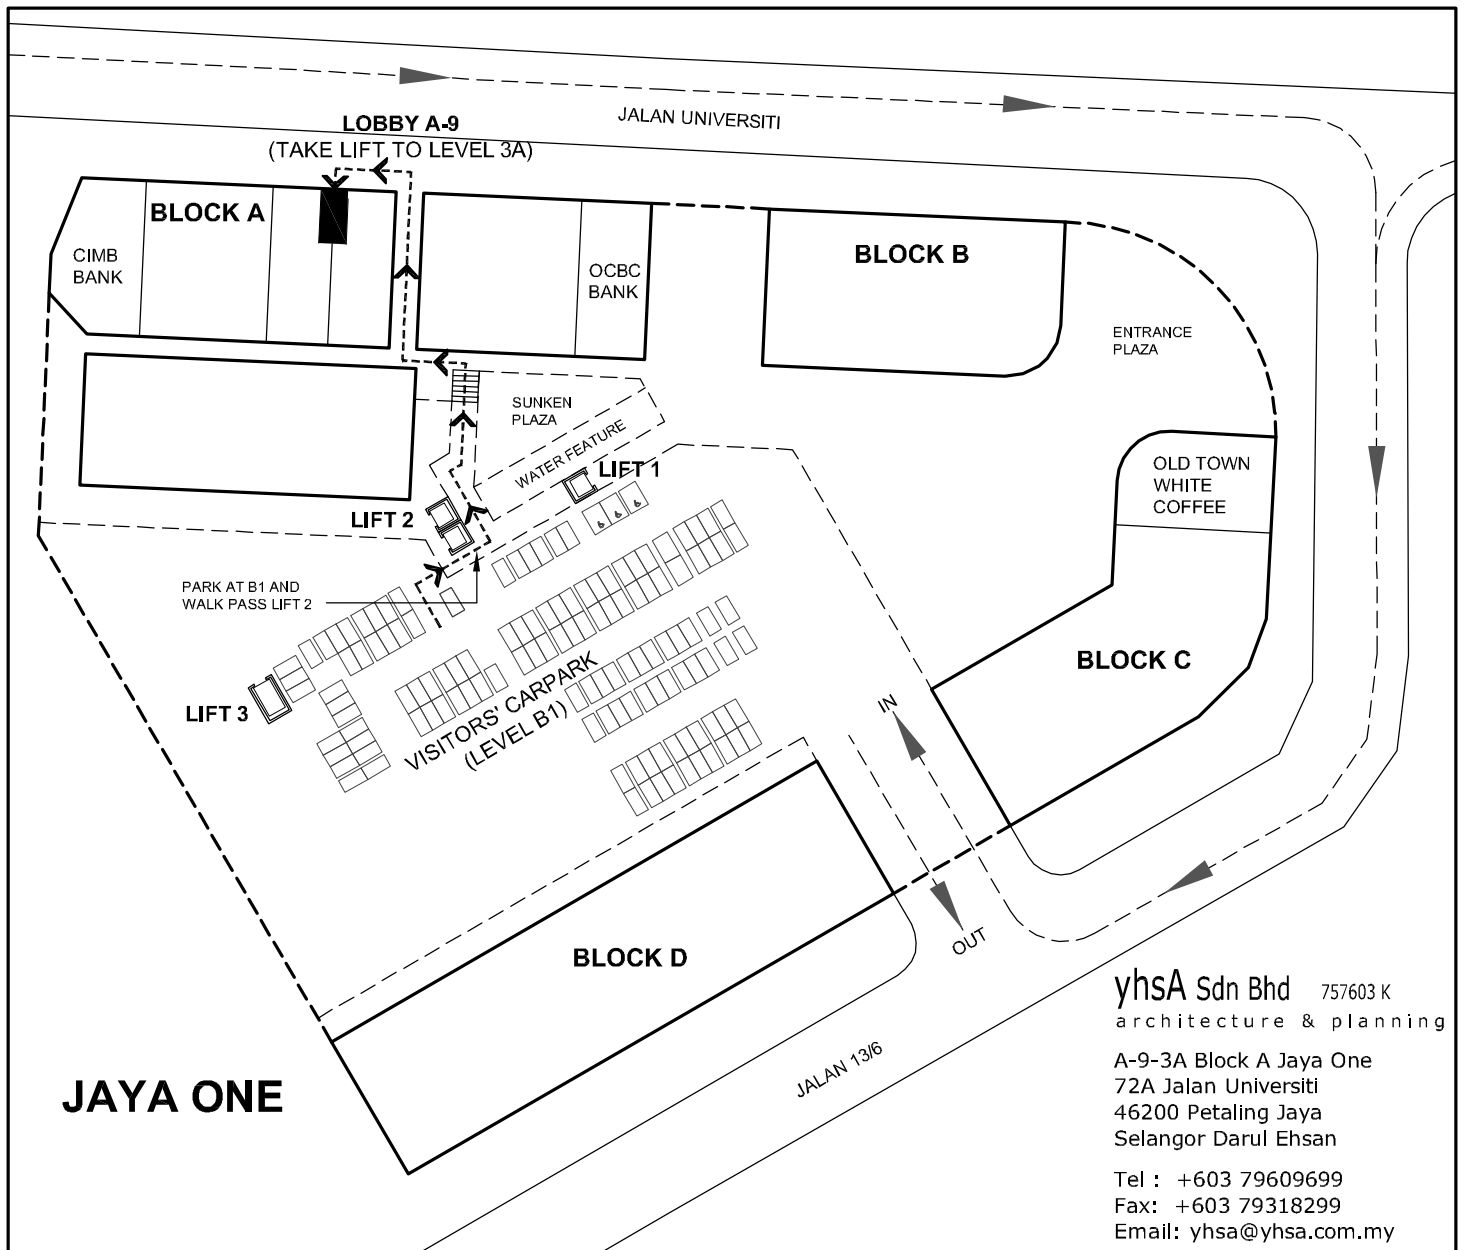 JALAN UNIVERSITI
LOBBY A-9
(TAKE LIFT TO LEVEL 3A)
BLOCK A
CIMB
BANK
OCBC
BANK
BLOCK B
ENTRANCE
PLAZA
SUNKEN
PLAZA
WATER FEATURE
LIFT 1
LIFT 2
OLD TOWN
WHITE
COFFEE
PARK AT B1 AND
WALK PASS LIFT 2
LIFT 3
VISITORS' CARPARK
(LEVEL B1)
BLOCK C
IN
OUT
BLOCK D
JALAN 13/6
JAYA ONE
yhsA Sdn Bhd 757603 K
architecture & planning
A-9-3A Block A Jaya One
72A Jalan Universiti
46200 Petaling Jaya
Selangor Darul Ehsan
Tel : +603 79609699
Fax: +603 79318299
Email: yhsa@yhsa.com.my